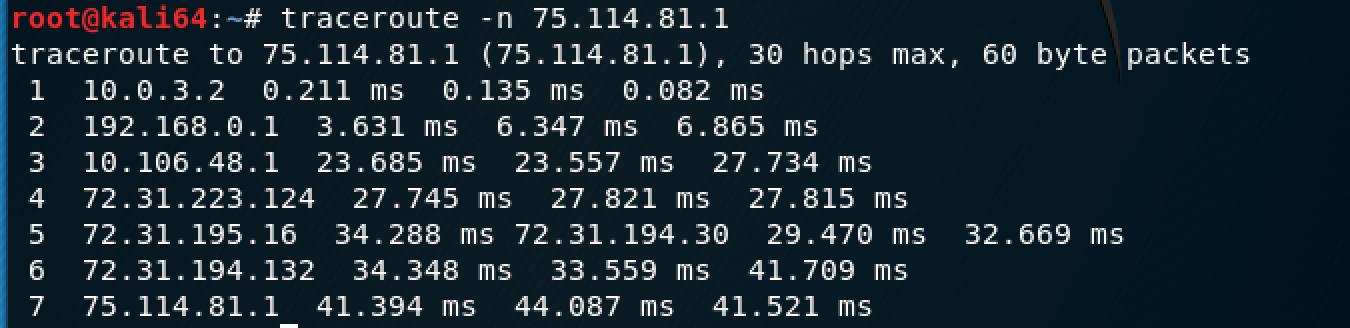 root@kali64:~# traceroute -n 75.114.81.1
traceroute to 75.114.81.1 (75.114.81.1), 30 hops max, 60 byte packets
1 10.0.3.2 0.211 ms 0.135 ms 0.082 ms
2 192.168.0.1 3.631 ms 6.347 ms 6.865 ms
3 10.106.48.1 23.685 ms 23.557 ms 27.734 ms
4 72.31.223.124 27.745 ms 27.821 ms 27.815 ms
5 72.31.195.16 34.288 ms 72.31.194.30 29.470 ms 32.669 ms
6 72.31.194.132 34.348 ms 33.559 ms 41.709 ms
7 75.114.81.1 41.394 ms 44.087 ms 41.521 ms